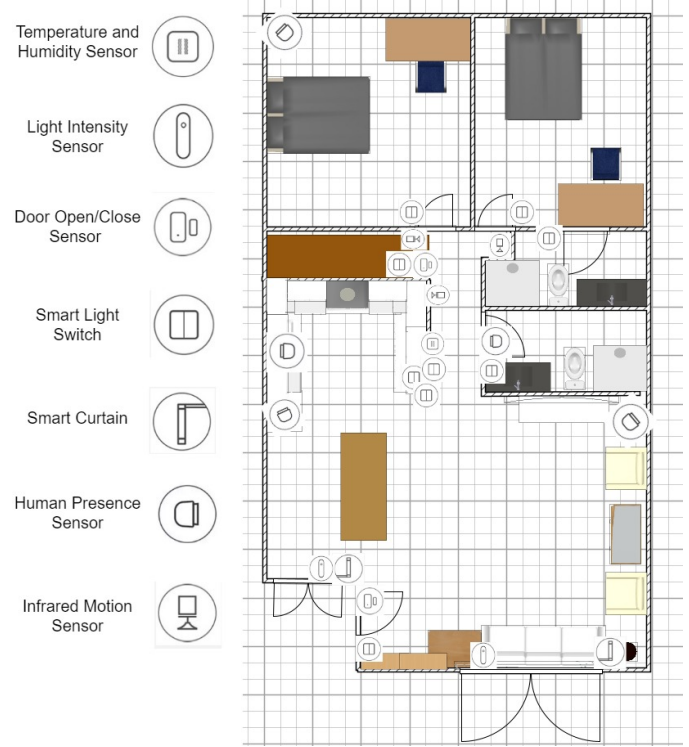 Temperature and
Humidity Sensor
Light Intensity
Sensor
Door Open/Close
Sensor
Smart Light
Switch
Smart Curtain
Human Presence
Sensor
Infrared Motion
Sensor